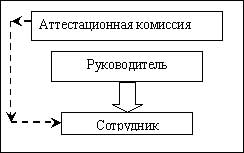 Аттестационная комиссия
Руководитель
Сотрудник